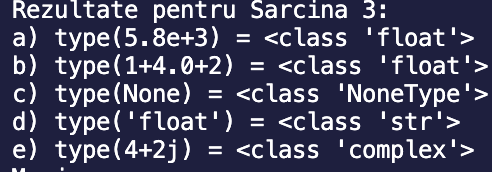 Rezultate pentru Sarcina 3:
a) type(5.8e+3) = <class 'float'>
b) type(1+4.0+2) = <class 'float'>
c) type(None) = <class 'NoneType'>
d) type('float') = <class 'str'>
e) type(4+2j) = <class 'complex'>